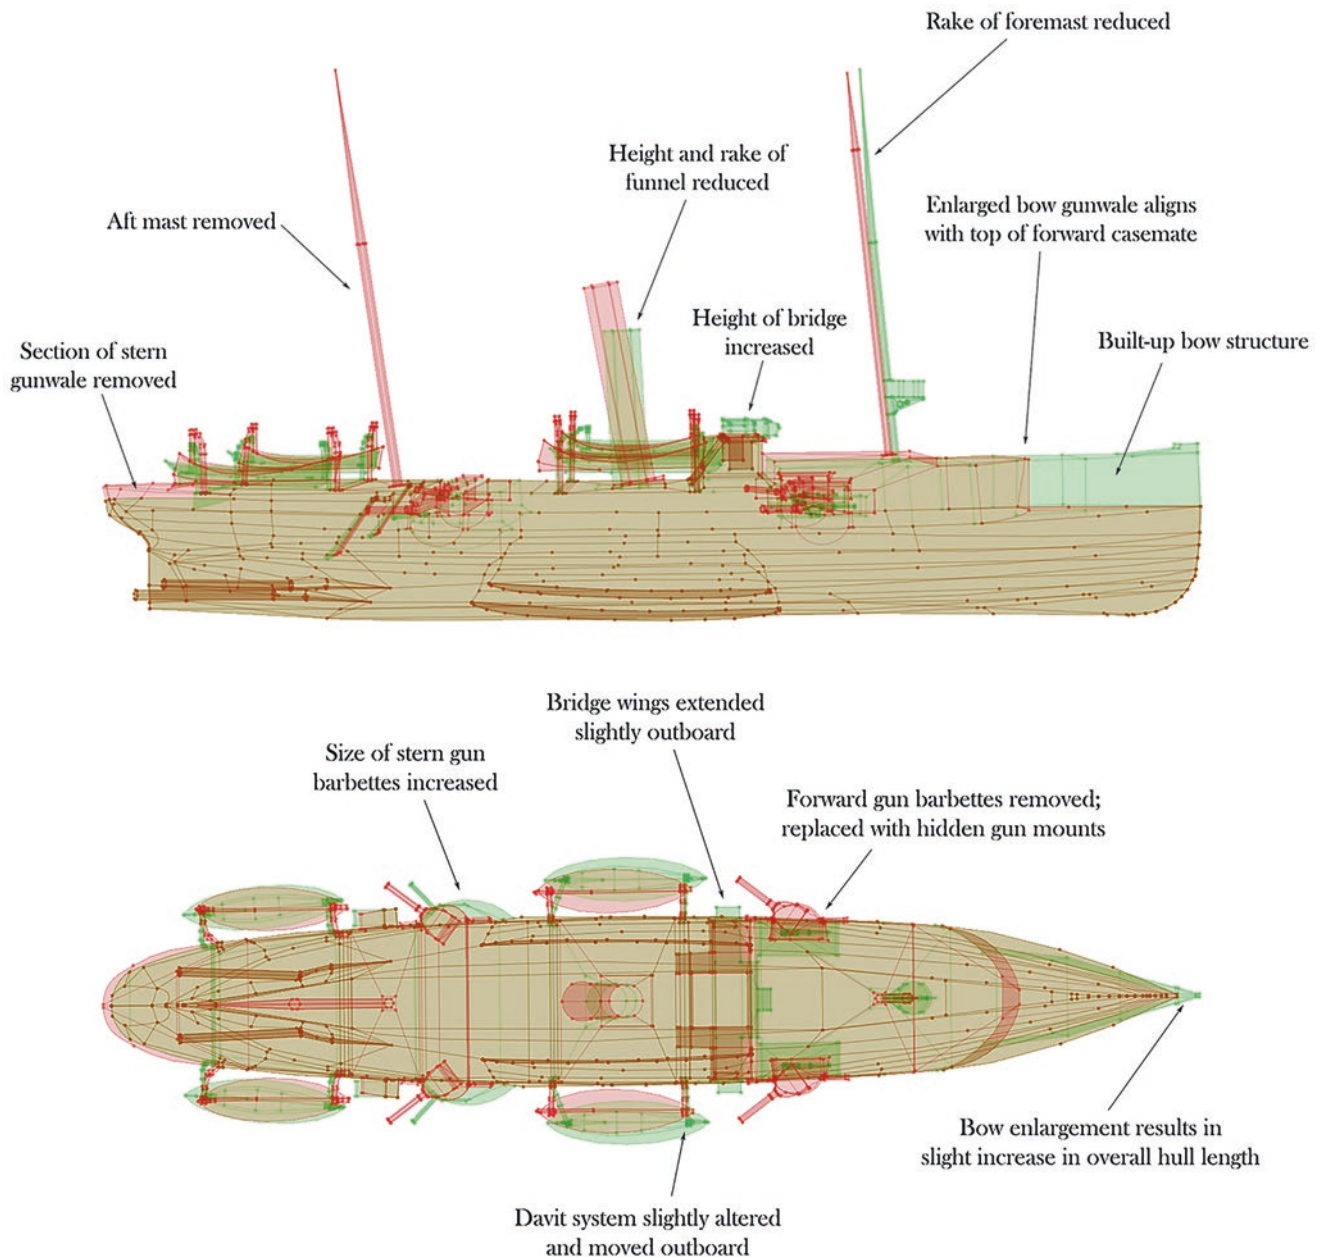 Rake of foremast reduced
Height and rake of
funnel reduced
Aft mast removed
Enlarged bow gunwale aligns
with top of forward casemate
Height of bridge
increased
Built-up bow structure
Section of stern
gunwale removed
Bridge wings extended
slightly outboard
Size of stern gun
barbettes increased
Forward gun barbettes removed;
replaced with hidden gun mounts
Bow enlargement results in
slight increase in overall hull length
Davit system slightly altered
and moved outboard